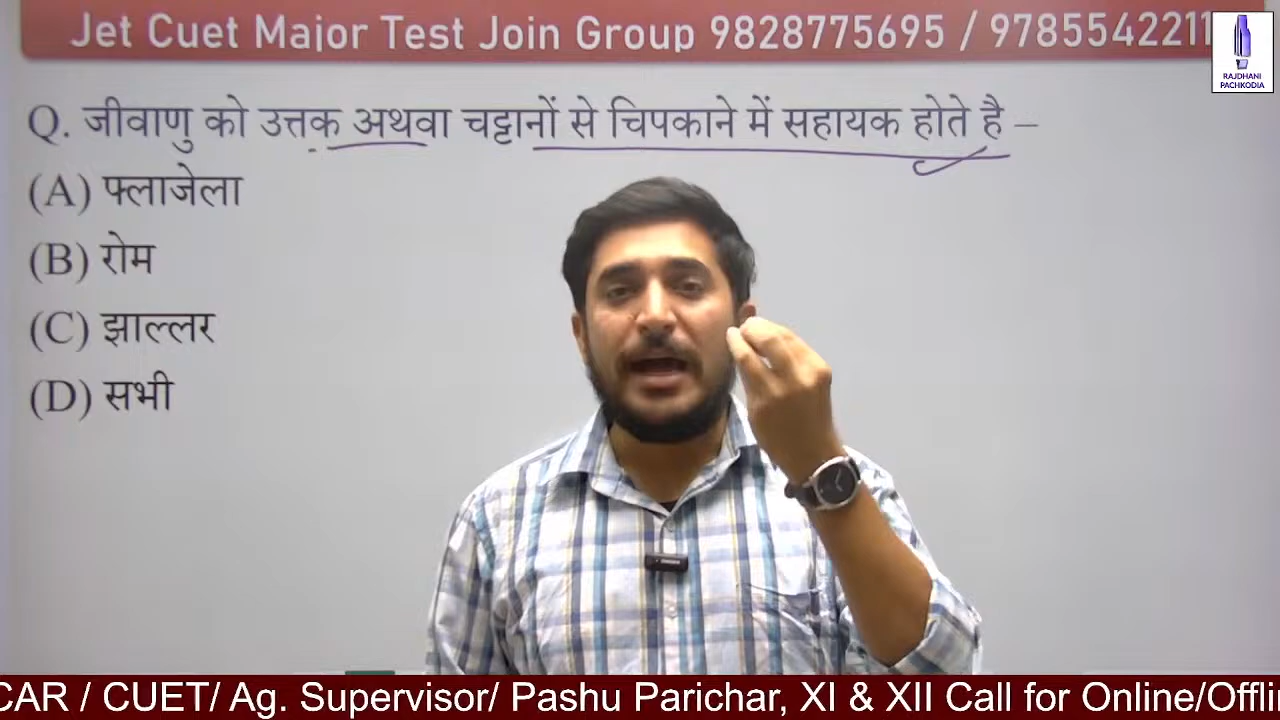 Jet Cuet Major Test Join Group 9828775695 / 9785542211
RAJDHANI
PACHKODIA
Q. जीवाणु को उत्तक अथवा चट्टानों से चिपकाने में सहायक होते है –
(A) फ्लाजेला
(B) रोम
(C) झाल्लर
(D) सभी
CAR / CUET/ Ag. Supervisor/ Pashu Parichar, XI & XII Call for Online/Offli